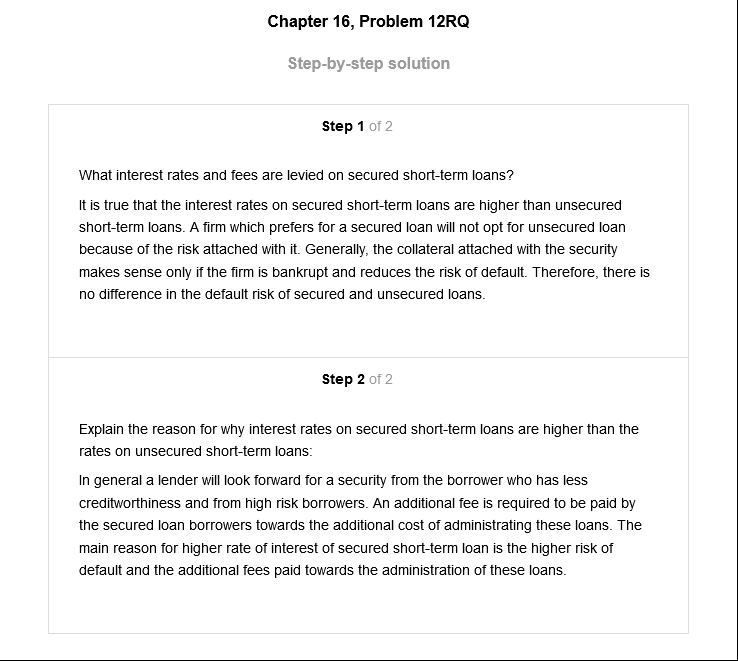 Chapter 16, Problem 12RQ
Step-by-step solution
Step 1 of 2
What interest rates and fees are levied on secured short-term loans?
It is true that the interest rates on secured short-term loans are higher than unsecured
short-term loans. A firm which prefers for a secured loan will not opt for unsecured loan
because of the risk attached with it. Generally, the collateral attached with the security
makes sense only if the firm is bankrupt and reduces the risk of default. Therefore, there is
no difference in the default risk of secured and unsecured loans.
Step 2 of 2
Explain the reason for why interest rates on secured short-term loans are higher than the
rates on unsecured short-term loans:
In general a lender will look forward for a security from the borrower who has less
creditworthiness and from high risk borrowers. An additional fee is required to be paid by
the secured loan borrowers towards the additional cost of administrating these loans. The
main reason for higher rate of interest of secured short-term loan is the higher risk of
default and the additional fees paid towards the administration of these loans.